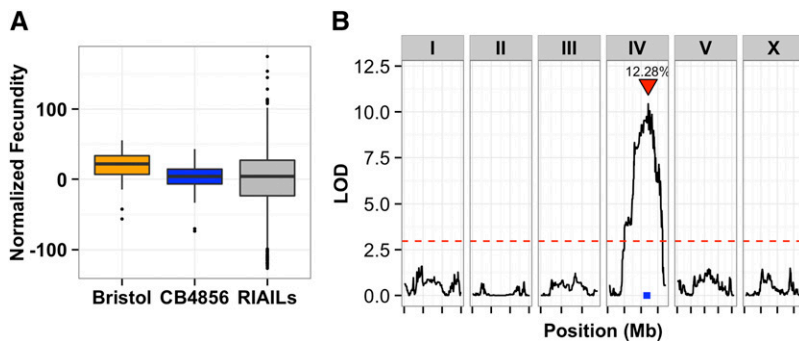 A
Normalized Fecundity
100
0
-100
Bristol CB4856 RIAILs
B
I II III IV V X
12.28%
LOD
12.5
10.0
7.5
5.0
2.5
0.0
Position (Mb)